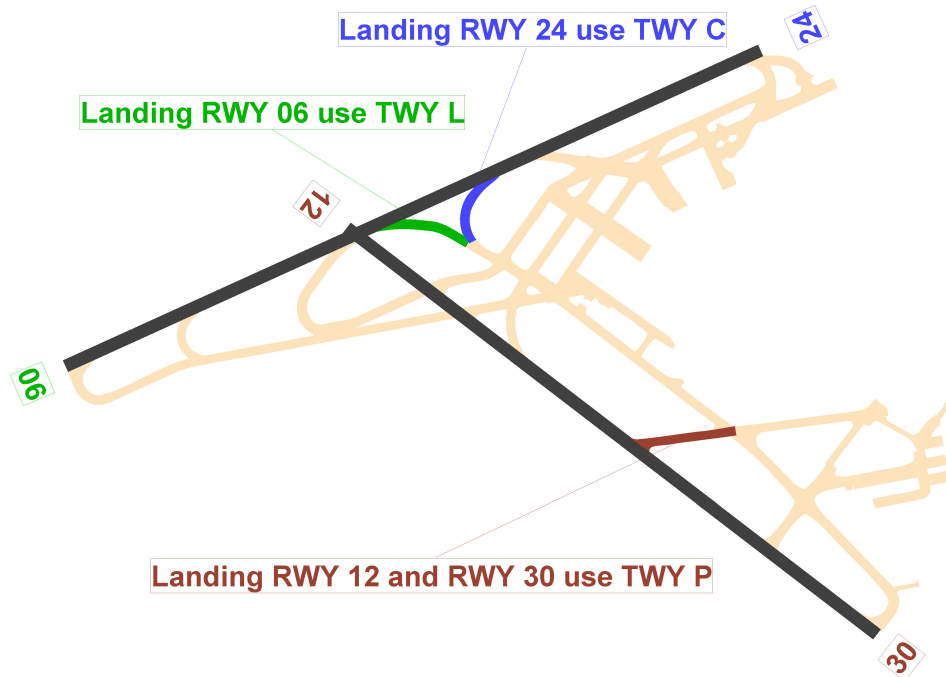 Landing RWY 24 use TWY C
24
Landing RWY 06 use TWY L
12
06
Landing RWY 12 and RWY 30 use TWY P
30